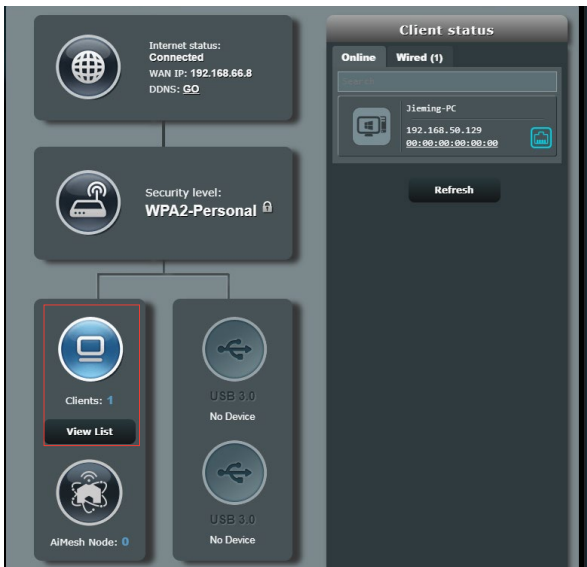 Internet status:
Connected
WAN IP: 192.168.66.8
DDNS: GO
Security level:
WPA2-Personal
Clients: 1
View List
AiMesh Node: 0
USB 3.0
No Device
USB 3.0
No Device
Client status
Online Wired (1)
Search
Jieming-PC
192.168.50.129
00:00:00:00:00:00
Refresh